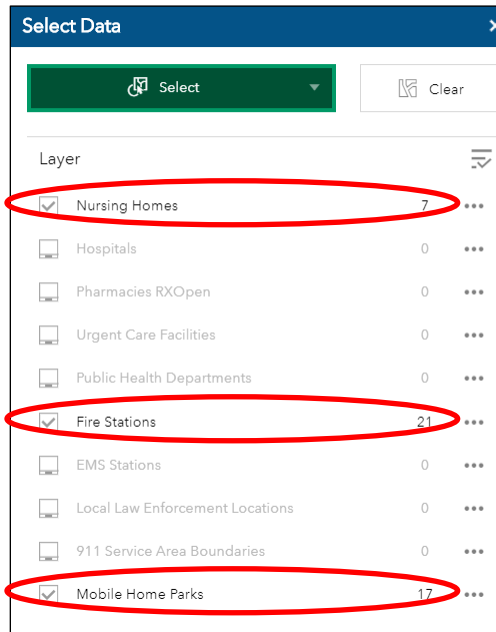 Select Data
Select Clear
Layer
Nursing Homes 7
Hospitals 0
Pharmacies RXOpen 0
Urgent Care Facilities 0
Public Health Departments 0
Fire Stations 21
EMS Stations 0
Local Law Enforcement Locations 0
911 Service Area Boundaries 0
Mobile Home Parks 17